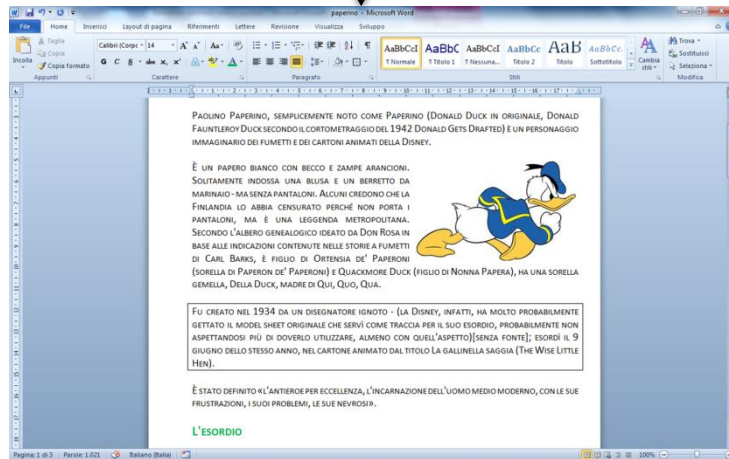 paperino - Microsoft Word
File Home Inserisci Layout di pagina Riferimenti Lettere Revisione Visualizza Sviluppo
Incolla
Taglia
Copia
Copia formato
Calibri (Corpo 14
G C S abc x, x²
AaBbCcI AaBbC AaBbCcI AaBbCc AaB AaBbCc.
¶ Normale ¶ Titolo 1 ¶ Nessuna... Titolo 2 Titolo Sottotitolo
Cambia stili
Trova
Sostituisci
Seleziona
Appunti Carattere Paragrafo Stili Modifica
Paolino Paperino, semplicemente noto come Paperino (Donald Duck in originale, Donald
Fauntleroy Duck secondo il cortometraggio del 1942 Donald Gets Drafted) è un personaggio
immaginario dei fumetti e dei cartoni animati della Disney.
È un papero bianco con becco e zampe arancioni.
Solitamente indossa una blusa e un berretto da
marinaio - ma senza pantaloni. Alcuni credono che la
Finlandia lo abbia censurato perché non porta i
pantaloni, ma è una leggenda metropolitana.
Secondo l'albero genealogico ideato da Don Rosa in
base alle indicazioni contenute nelle storie a fumetti
di Carl Barks, è figlio di Ortensia de' Paperoni
(sorella di Paperon de' Paperoni) e Quackmore Duck (figlio di Nonna Papera), ha una sorella
gemella, Della Duck, madre di Qui, Quo, Qua.
Fu creato nel 1934 da un disegnatore ignoto - (la Disney, infatti, ha molto probabilmente
gettato il model sheet originale che servì come traccia per il suo esordio, probabilmente non
aspettandosi più di doverlo utilizzare, almeno con quell'aspetto)[senza fonte]; esordì il 9
giugno dello stesso anno, nel cartone animato dal titolo La gallinella saggia (The Wise Little
Hen).
È stato definito «l'antieroe per eccellenza, l'incarnazione dell'uomo medio moderno, con le sue
frustrazioni, i suoi problemi, le sue nevrosi».
L'esordio
Pagina: 1 di 3 Parole: 1.021 Italiano (Italia) 100%